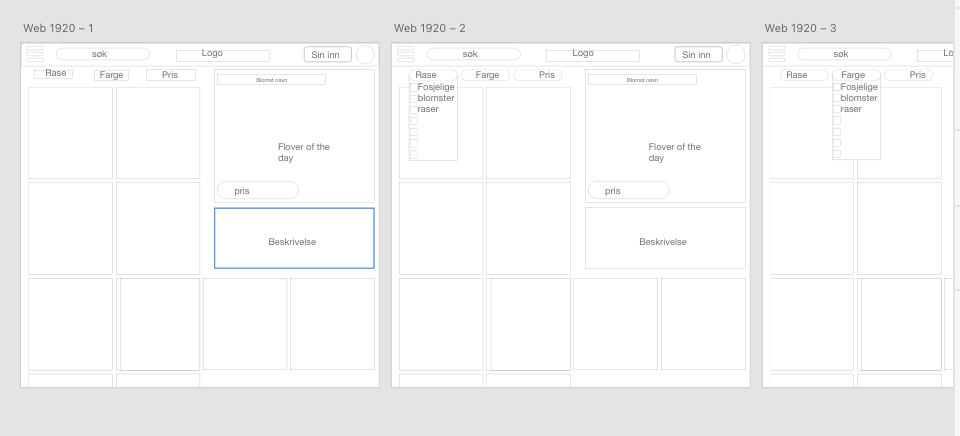 Web 1920 – 1
søk
Logo
Sin inn
Rase
Farge
Pris
Blomst navn
Flover of the
day
pris
Beskrivelse
Web 1920 – 2
søk
Logo
Sin inn
Rase
Farge
Pris
Fosjelige
blomster
raser
Blomst navn
Flover of the
day
pris
Beskrivelse
Web 1920 – 3
søk
Lo
Rase
Farge
Pris
Fosjelige
blomster
raser